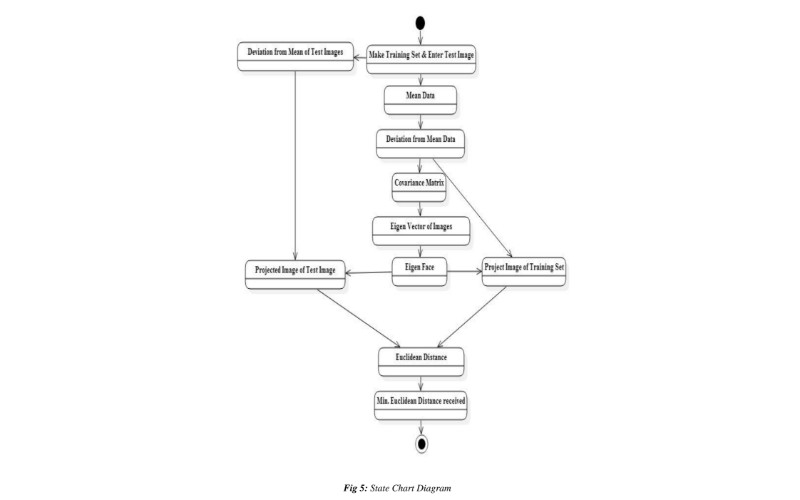 Deviation from Mean of Test Images
Make Training Set & Enter Test Image
Mean Data
Deviation from Mean Data
Covariance Matrix
Eigen Vector of Images
Projected Image of Test Image
Eigen Face
Project Image of Training Set
Euclidean Distance
Min. Euclidean Distance received
Fig 5: State Chart Diagram